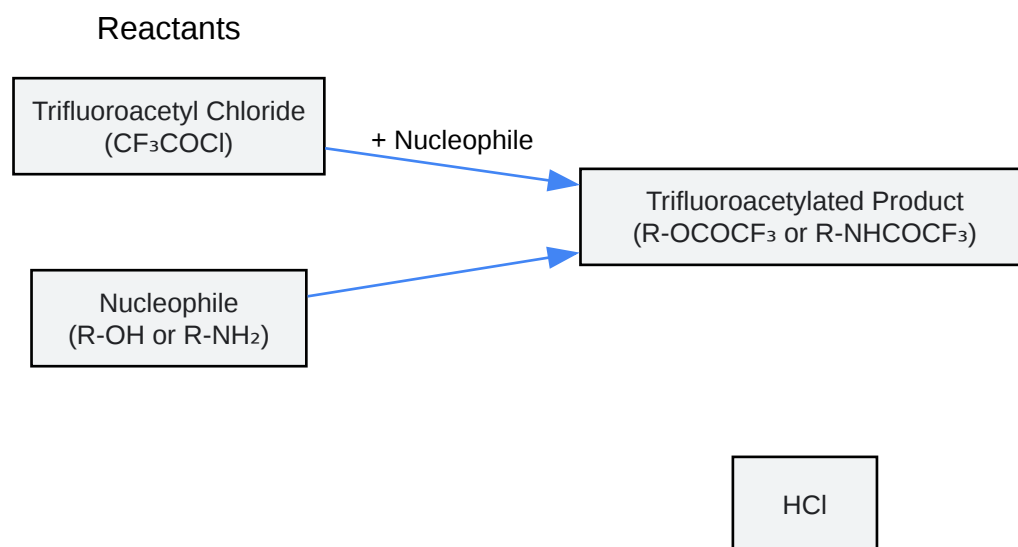 Reactants
Trifluoroacetyl Chloride
(CF₃COCl)
+ Nucleophile
Trifluoroacetylated Product
(R-OCOCF₃ or R-NHCOCF₃)
Nucleophile
(R-OH or R-NH₂)
HCl